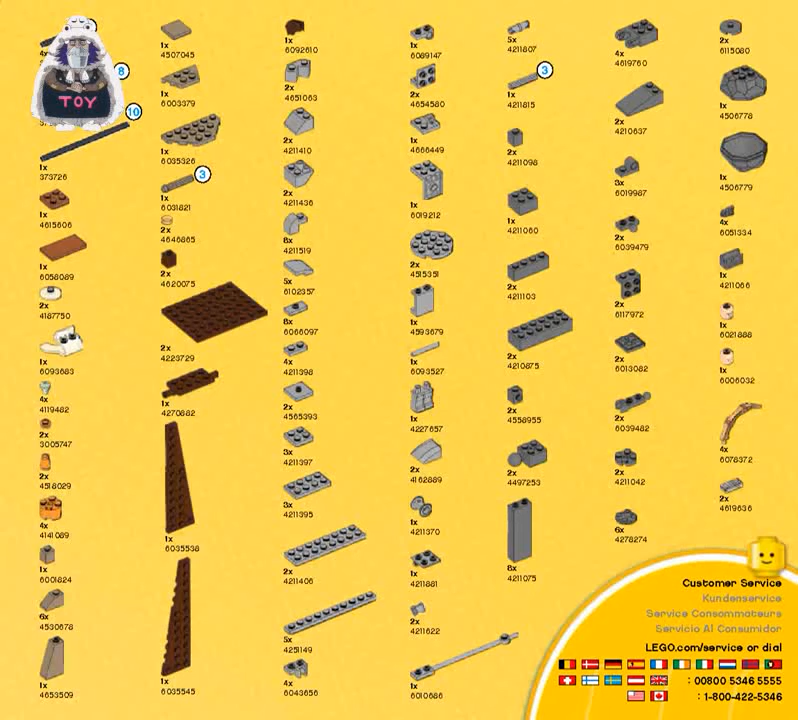 4x
8
TOY
10
1x
373726
1x
4615606
1x
6058089
2x
4187750
1x
6093683
4x
4119482
2x
3005747
2x
4518029
4x
4141089
1x
6001824
6x
4530678
1x
4653509
1x
4507045
1x
6003379
1x
6035326
3
1x
6031821
2x
4646865
2x
4620075
2x
4223729
1x
4270882
1x
6035538
1x
6035545
1x
6092610
2x
4651063
2x
4211410
2x
4211436
8x
4211519
5x
6102357
8x
6066097
4x
4211398
2x
4565393
3x
4211397
3x
4211395
2x
4211406
5x
4251149
4x
6043656
1x
6089147
2x
4654580
1x
4666449
1x
6019212
2x
4515351
1x
4593679
1x
6093527
1x
4227657
2x
4162889
1x
4211370
1x
4211881
2x
4211622
1x
6010686
5x
4211807
3
1x
4211815
2x
4211098
1x
4211060
2x
4211103
2x
4210875
2x
4558955
2x
4497253
8x
4211075
4x
4619760
2x
4210637
3x
6019987
2x
6039479
2x
6117972
2x
6013082
2x
6039482
2x
4211042
6x
4278274
2x
6115080
1x
4506778
1x
4506779
4x
6051334
1x
4211066
1x
6021888
1x
6006032
4x
6078372
2x
4619636
Customer Service
Kundenservice
Service Consommateurs
Servicio Al Consumidor
LEGO.com/service or dial
: 00800 5346 5555
: 1-800-422-5346